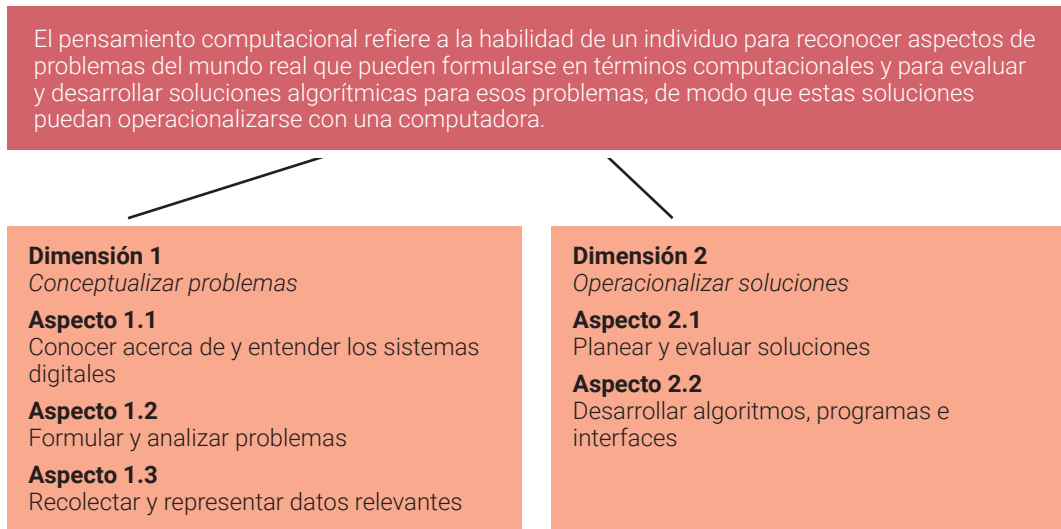 El pensamiento computacional refiere a la habilidad de un individuo para reconocer aspectos de
problemas del mundo real que pueden formularse en términos computacionales y para evaluar
y desarrollar soluciones algorítmicas para esos problemas, de modo que estas soluciones
puedan operacionalizarse con una computadora.
Dimensión 1
Conceptualizar problemas
Aspecto 1.1
Conocer acerca de y entender los sistemas
digitales
Aspecto 1.2
Formular y analizar problemas
Aspecto 1.3
Recolectar y representar datos relevantes
Dimensión 2
Operacionalizar soluciones
Aspecto 2.1
Planear y evaluar soluciones
Aspecto 2.2
Desarrollar algoritmos, programas e
interfaces